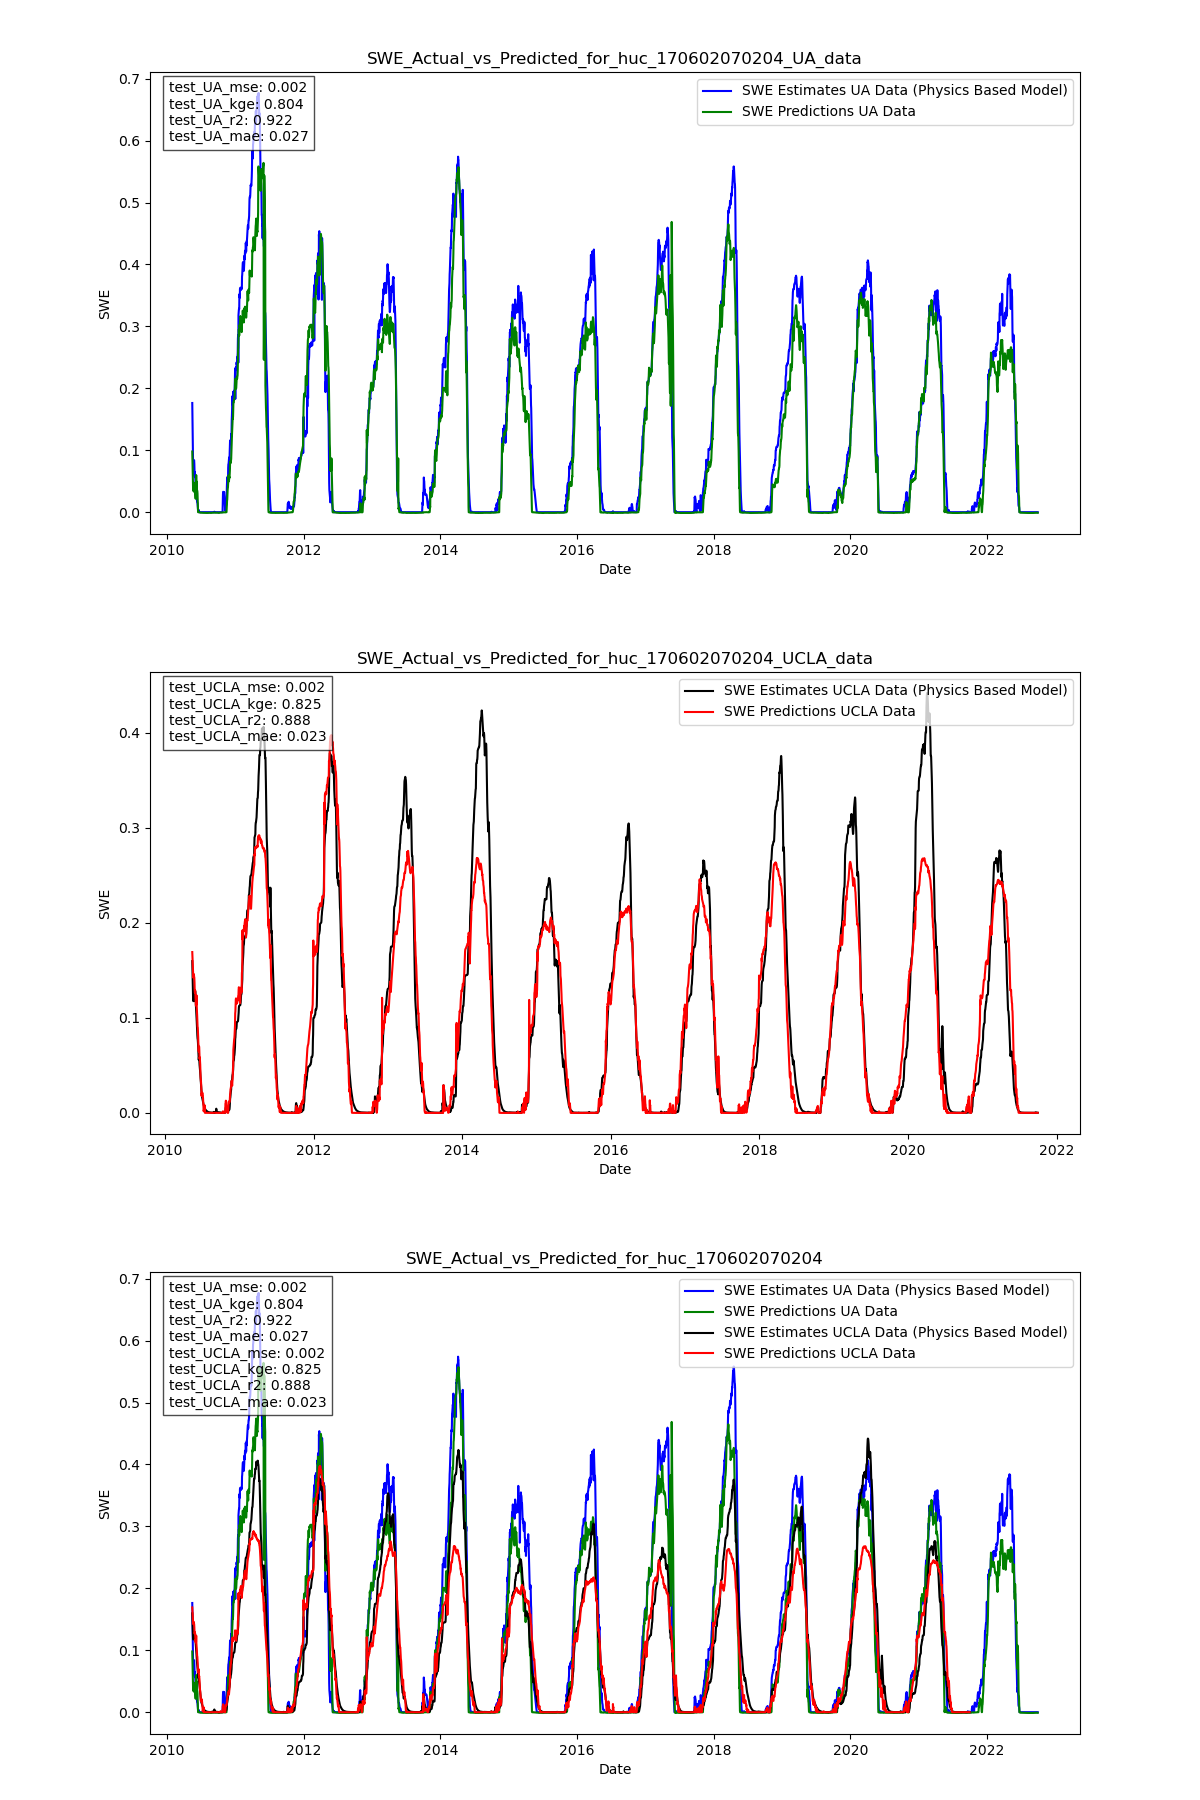 SWE_Actual_vs_Predicted_for_huc_170602070204_UA_data
test_UA_mse: 0.002
test_UA_kge: 0.804
test_UA_r2: 0.922
test_UA_mae: 0.027
SWE Estimates UA Data (Physics Based Model)
SWE Predictions UA Data
0.7
0.6
0.5
0.4
0.3
0.2
0.1
0.0
SWE
2010 2012 2014 2016 2018 2020 2022
Date
SWE_Actual_vs_Predicted_for_huc_170602070204_UCLA_data
test_UCLA_mse: 0.002
test_UCLA_kge: 0.825
test_UCLA_r2: 0.888
test_UCLA_mae: 0.023
SWE Estimates UCLA Data (Physics Based Model)
SWE Predictions UCLA Data
0.4
0.3
0.2
0.1
0.0
SWE
2010 2012 2014 2016 2018 2020 2022
Date
SWE_Actual_vs_Predicted_for_huc_170602070204
test_UA_mse: 0.002
test_UA_kge: 0.804
test_UA_r2: 0.922
test_UA_mae: 0.027
test_UCLA_mse: 0.002
test_UCLA_kge: 0.825
test_UCLA_r2: 0.888
test_UCLA_mae: 0.023
SWE Estimates UA Data (Physics Based Model)
SWE Predictions UA Data
SWE Estimates UCLA Data (Physics Based Model)
SWE Predictions UCLA Data
0.7
0.6
0.5
0.4
0.3
0.2
0.1
0.0
SWE
2010 2012 2014 2016 2018 2020 2022
Date